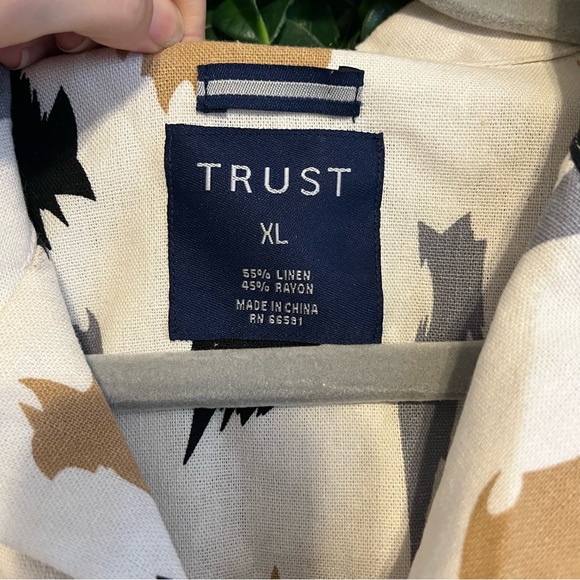 TRUST
XL
55% LINEN
45% RAYON
MADE IN CHINA
RN 66591